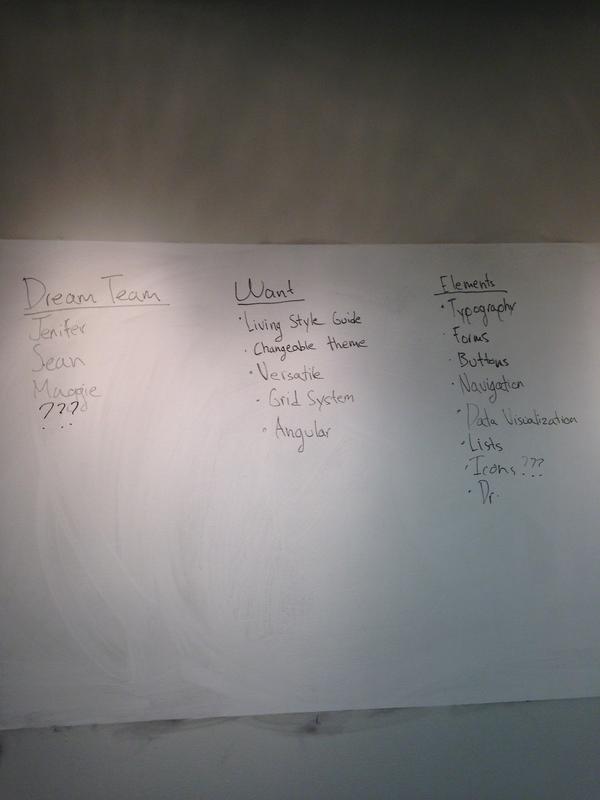 Dream Team
Jenifer
Sean
Maggie
???
Want
· Living Style Guide
· Changeable theme
· Versatile
· Grid System
· Angular
Elements
· Typography
· Forms
· Buttons
· Navigation
· Data Visualization
· Lists
· Icons ???
· Dr.